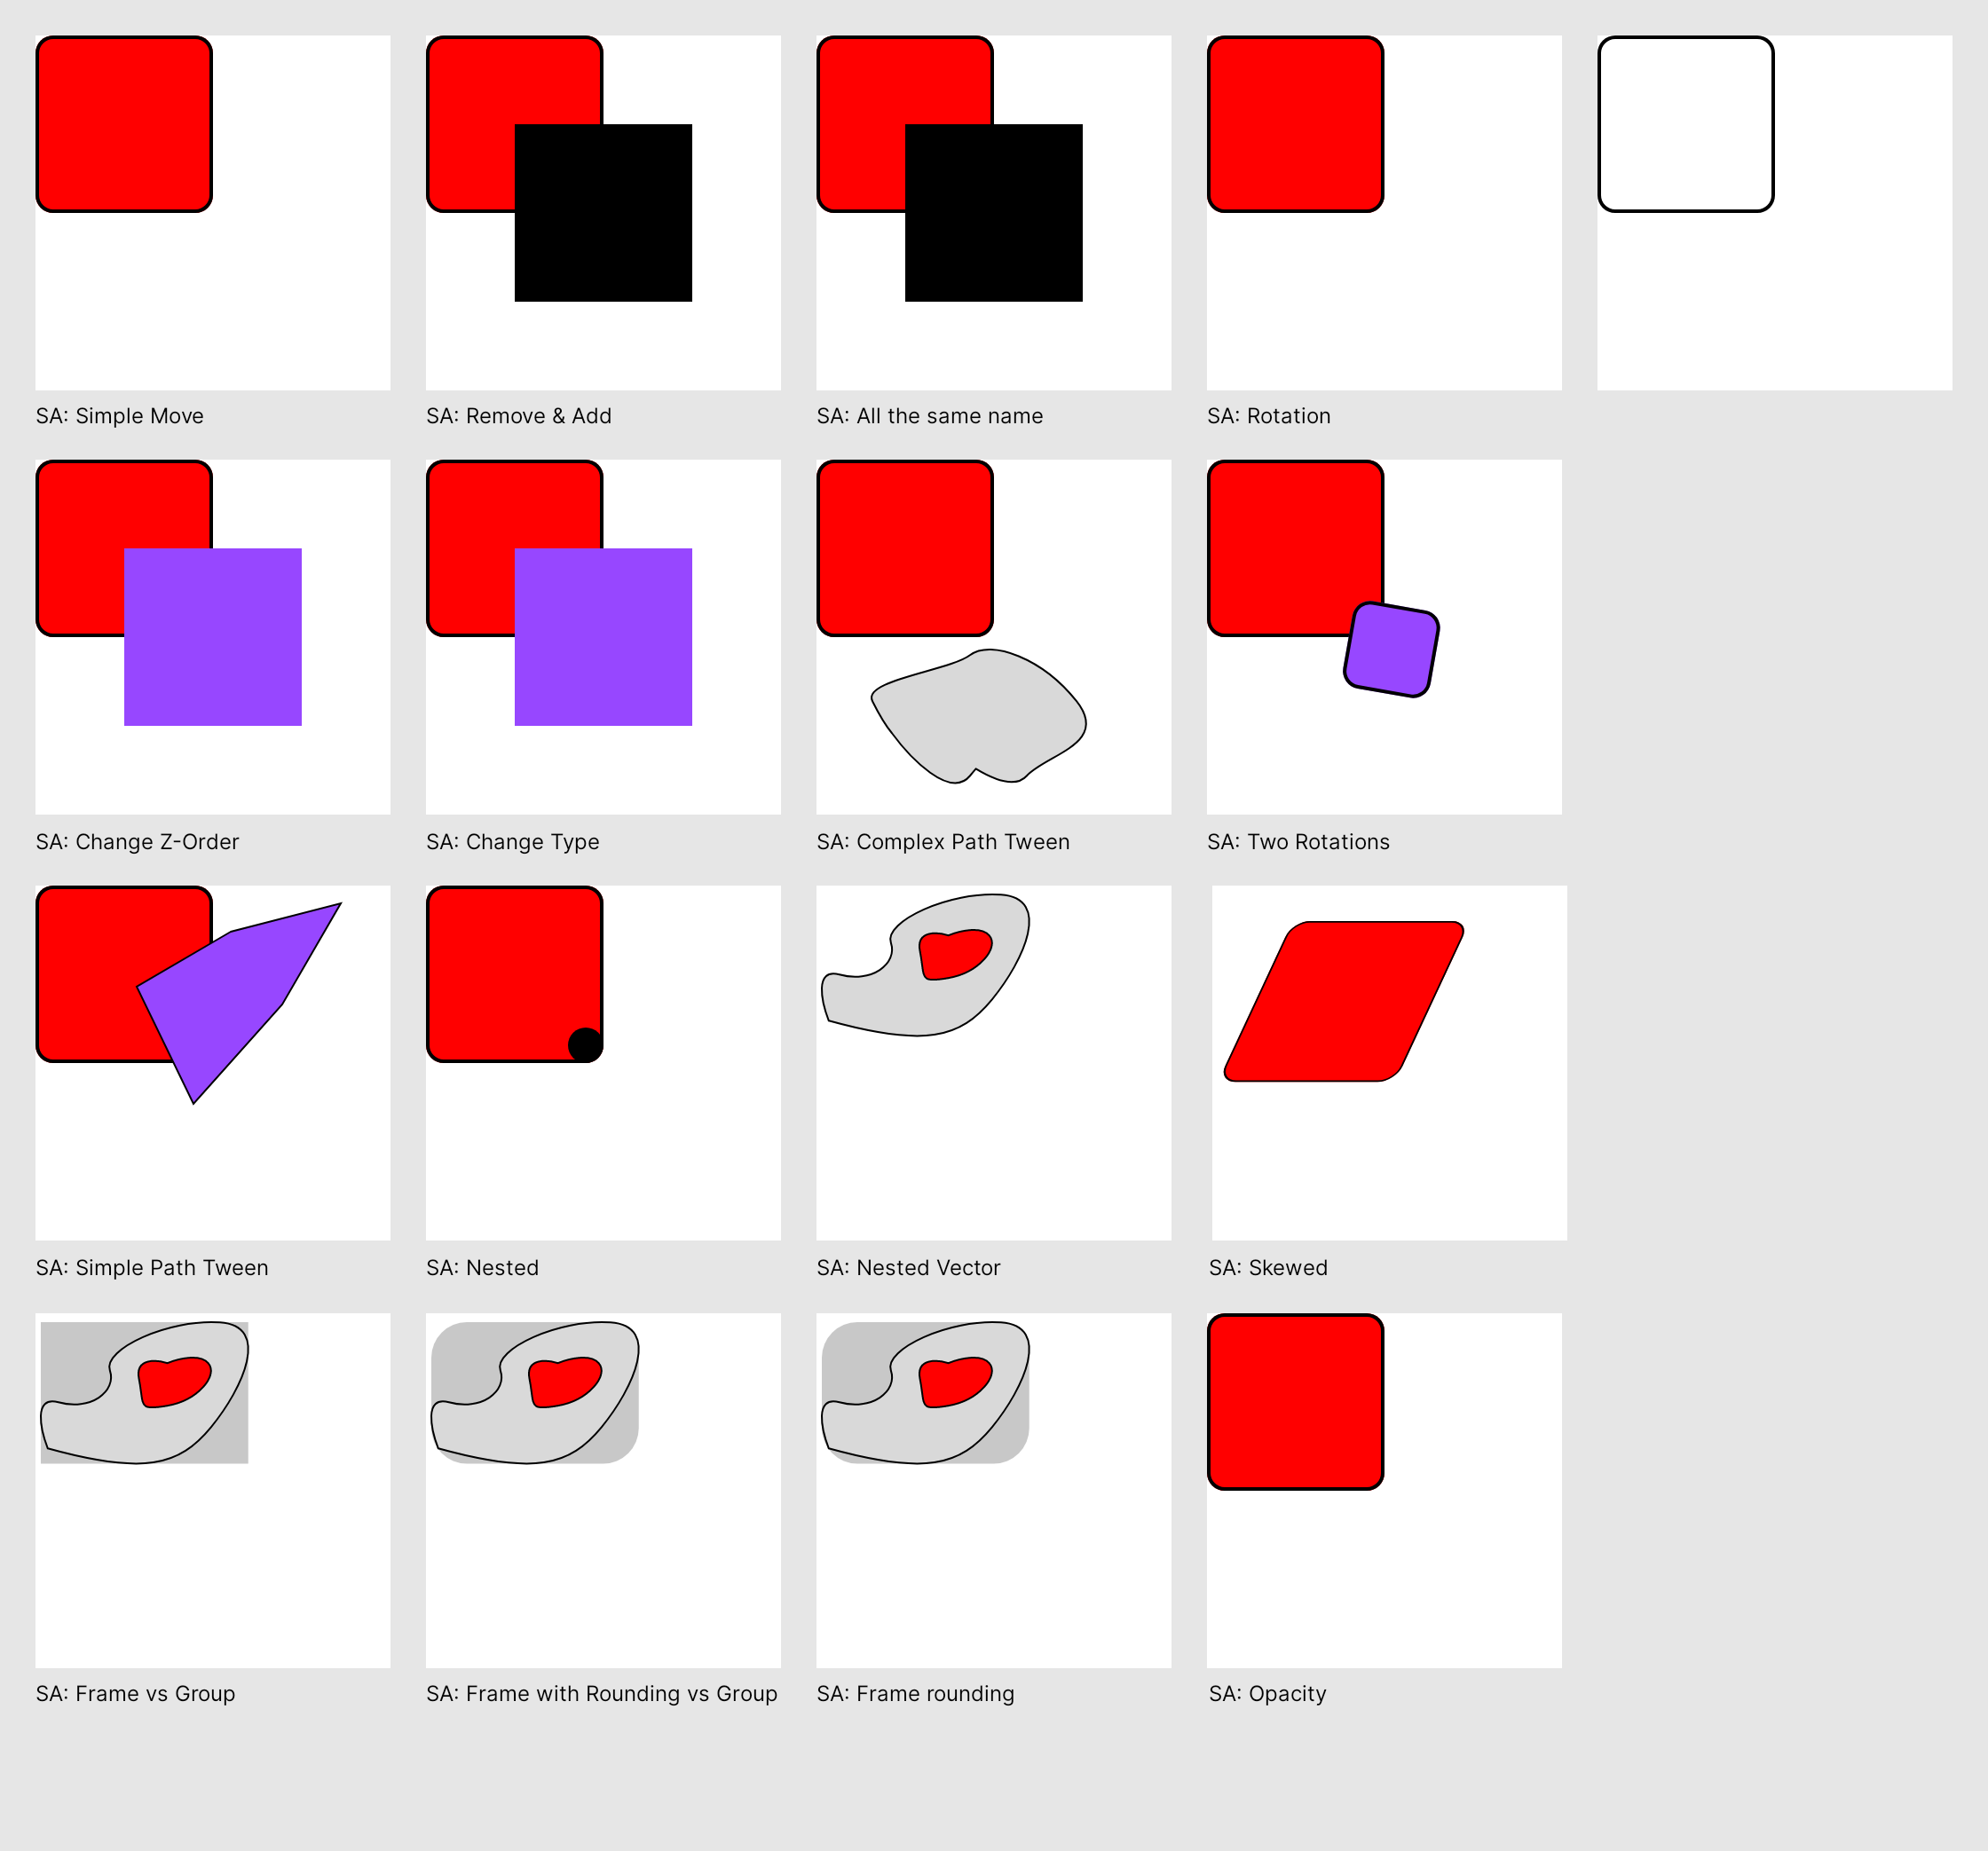 SA: Simple Move
SA: Remove & Add
SA: All the same name
SA: Rotation
SA: Change Z-Order
SA: Change Type
SA: Complex Path Tween
SA: Two Rotations
SA: Simple Path Tween
SA: Nested
SA: Nested Vector
SA: Skewed
SA: Frame vs Group
SA: Frame with Rounding vs Group
SA: Frame rounding
SA: Opacity